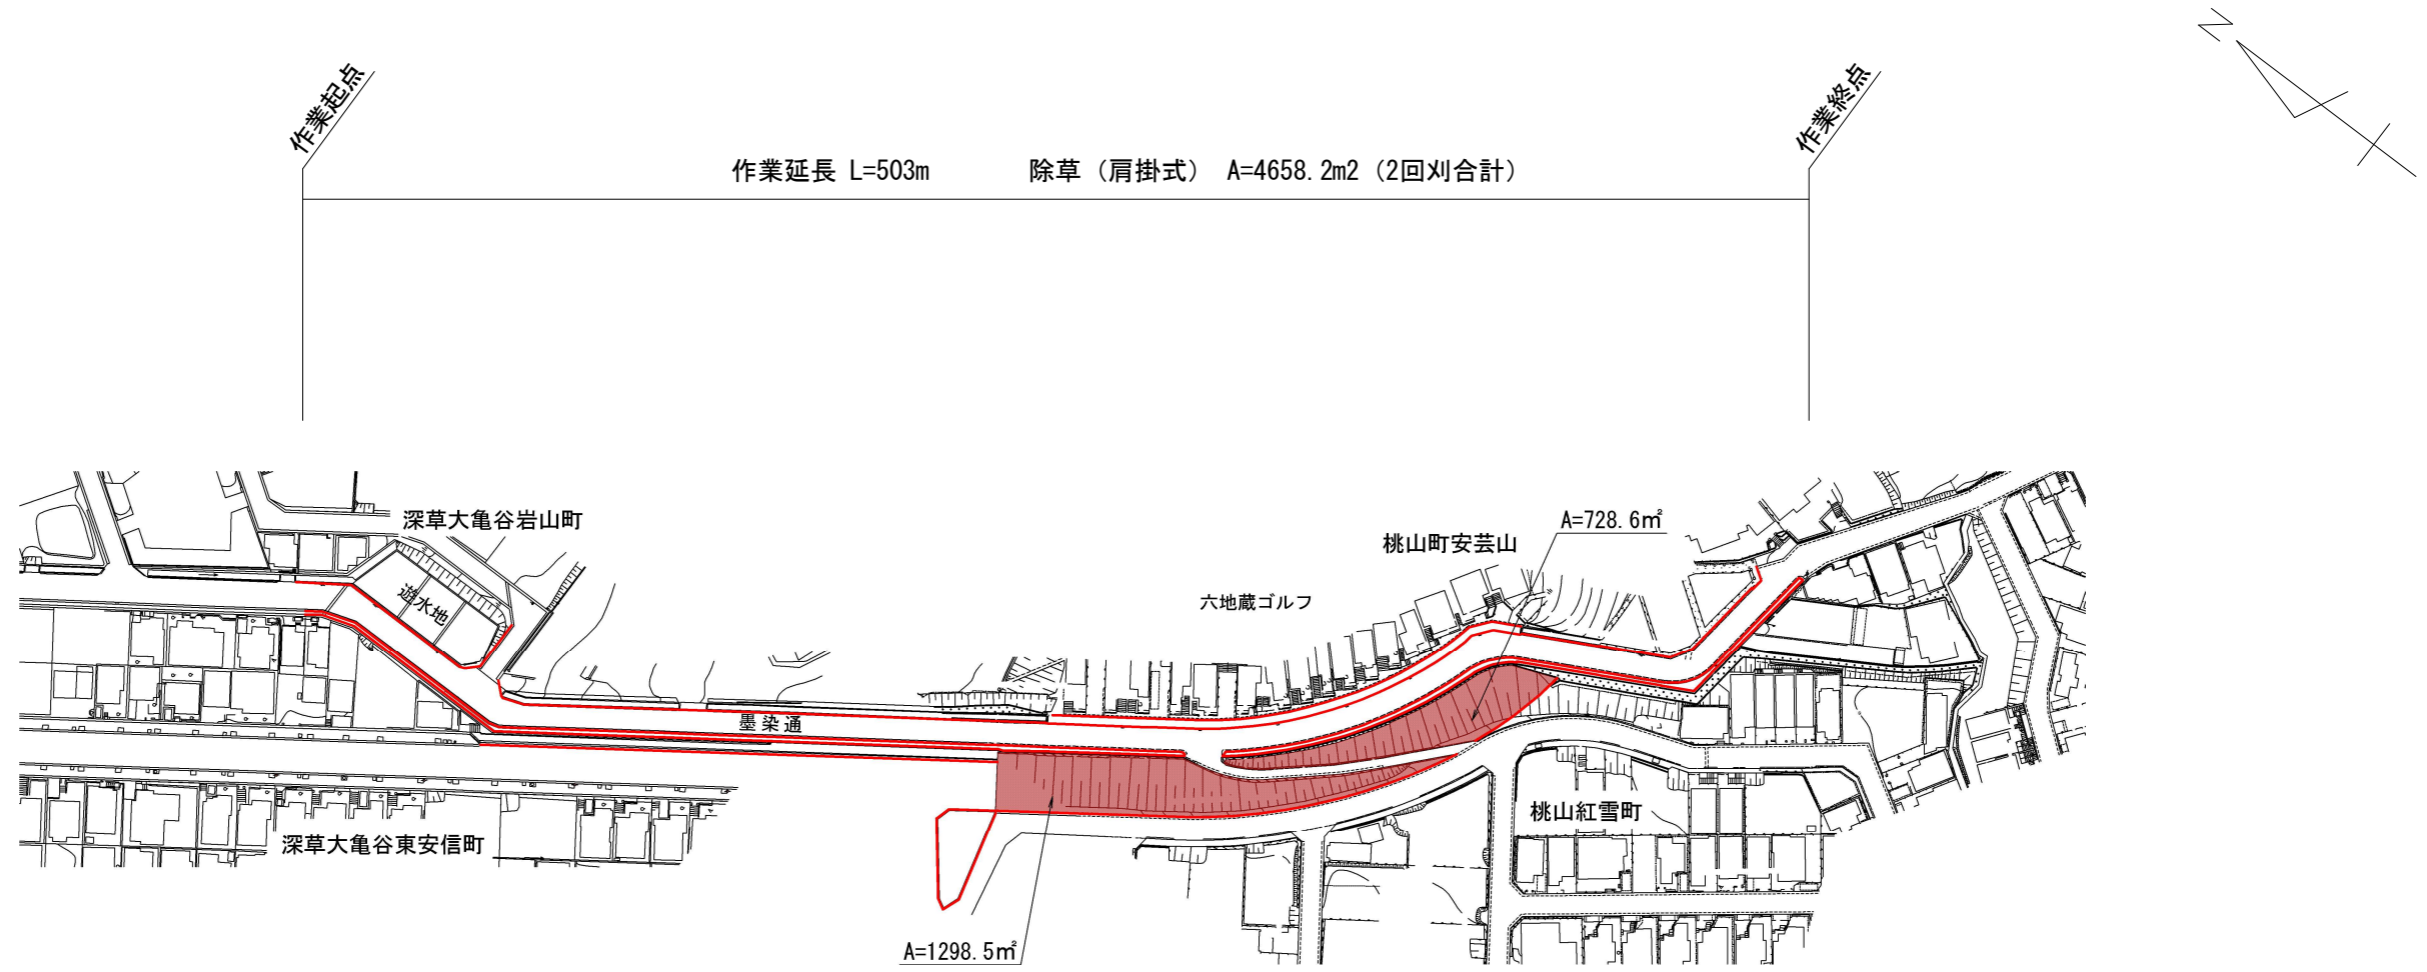 N
作業起点
作業終点
作業延長 L=503m 除草（肩掛式） A=4658.2m2（2回刈合計）
深草大亀谷岩山町
A=728.6㎡
桃山町安芸山
遊水地
六地蔵ゴルフ
墨染通
桃山紅雪町
深草大亀谷東安信町
A=1298.5㎡